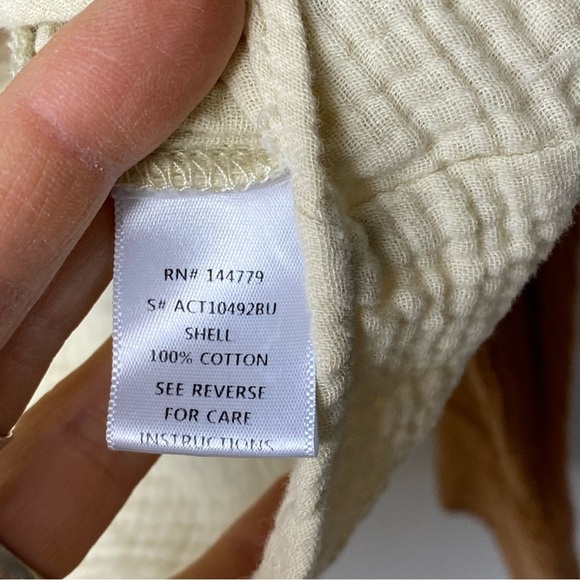 RN# 144779
S# ACT10492BU
SHELL
100% COTTON
SEE REVERSE
FOR CARE
INSTRUCTIONS